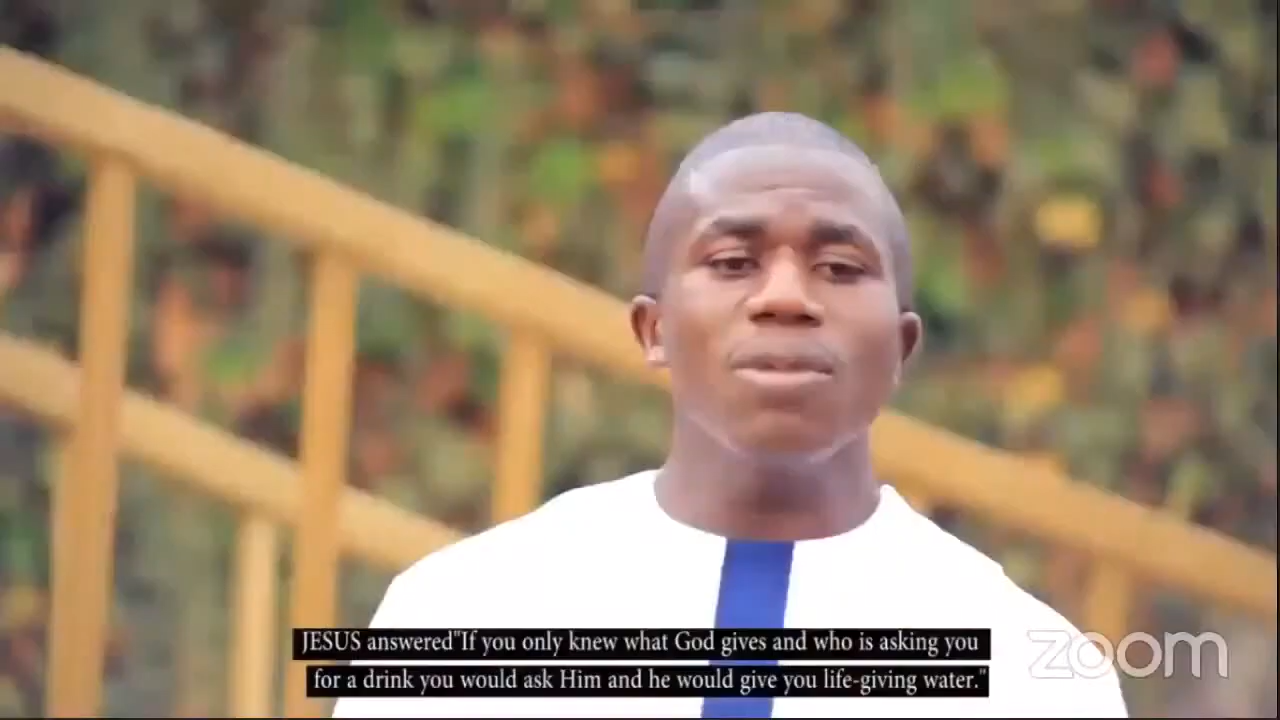 JESUS answered"If you only knew what God gives and who is asking you
for a drink you would ask Him and he would give you life-giving water."
zoom